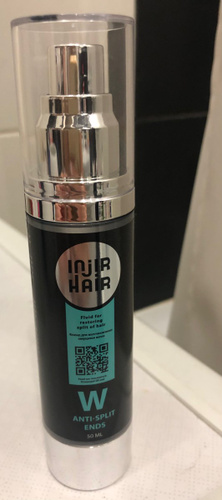 INJIR
HAIR
Fluid for
restoring
split of hair
W
ANTI-SPLIT
ENDS
50 ML